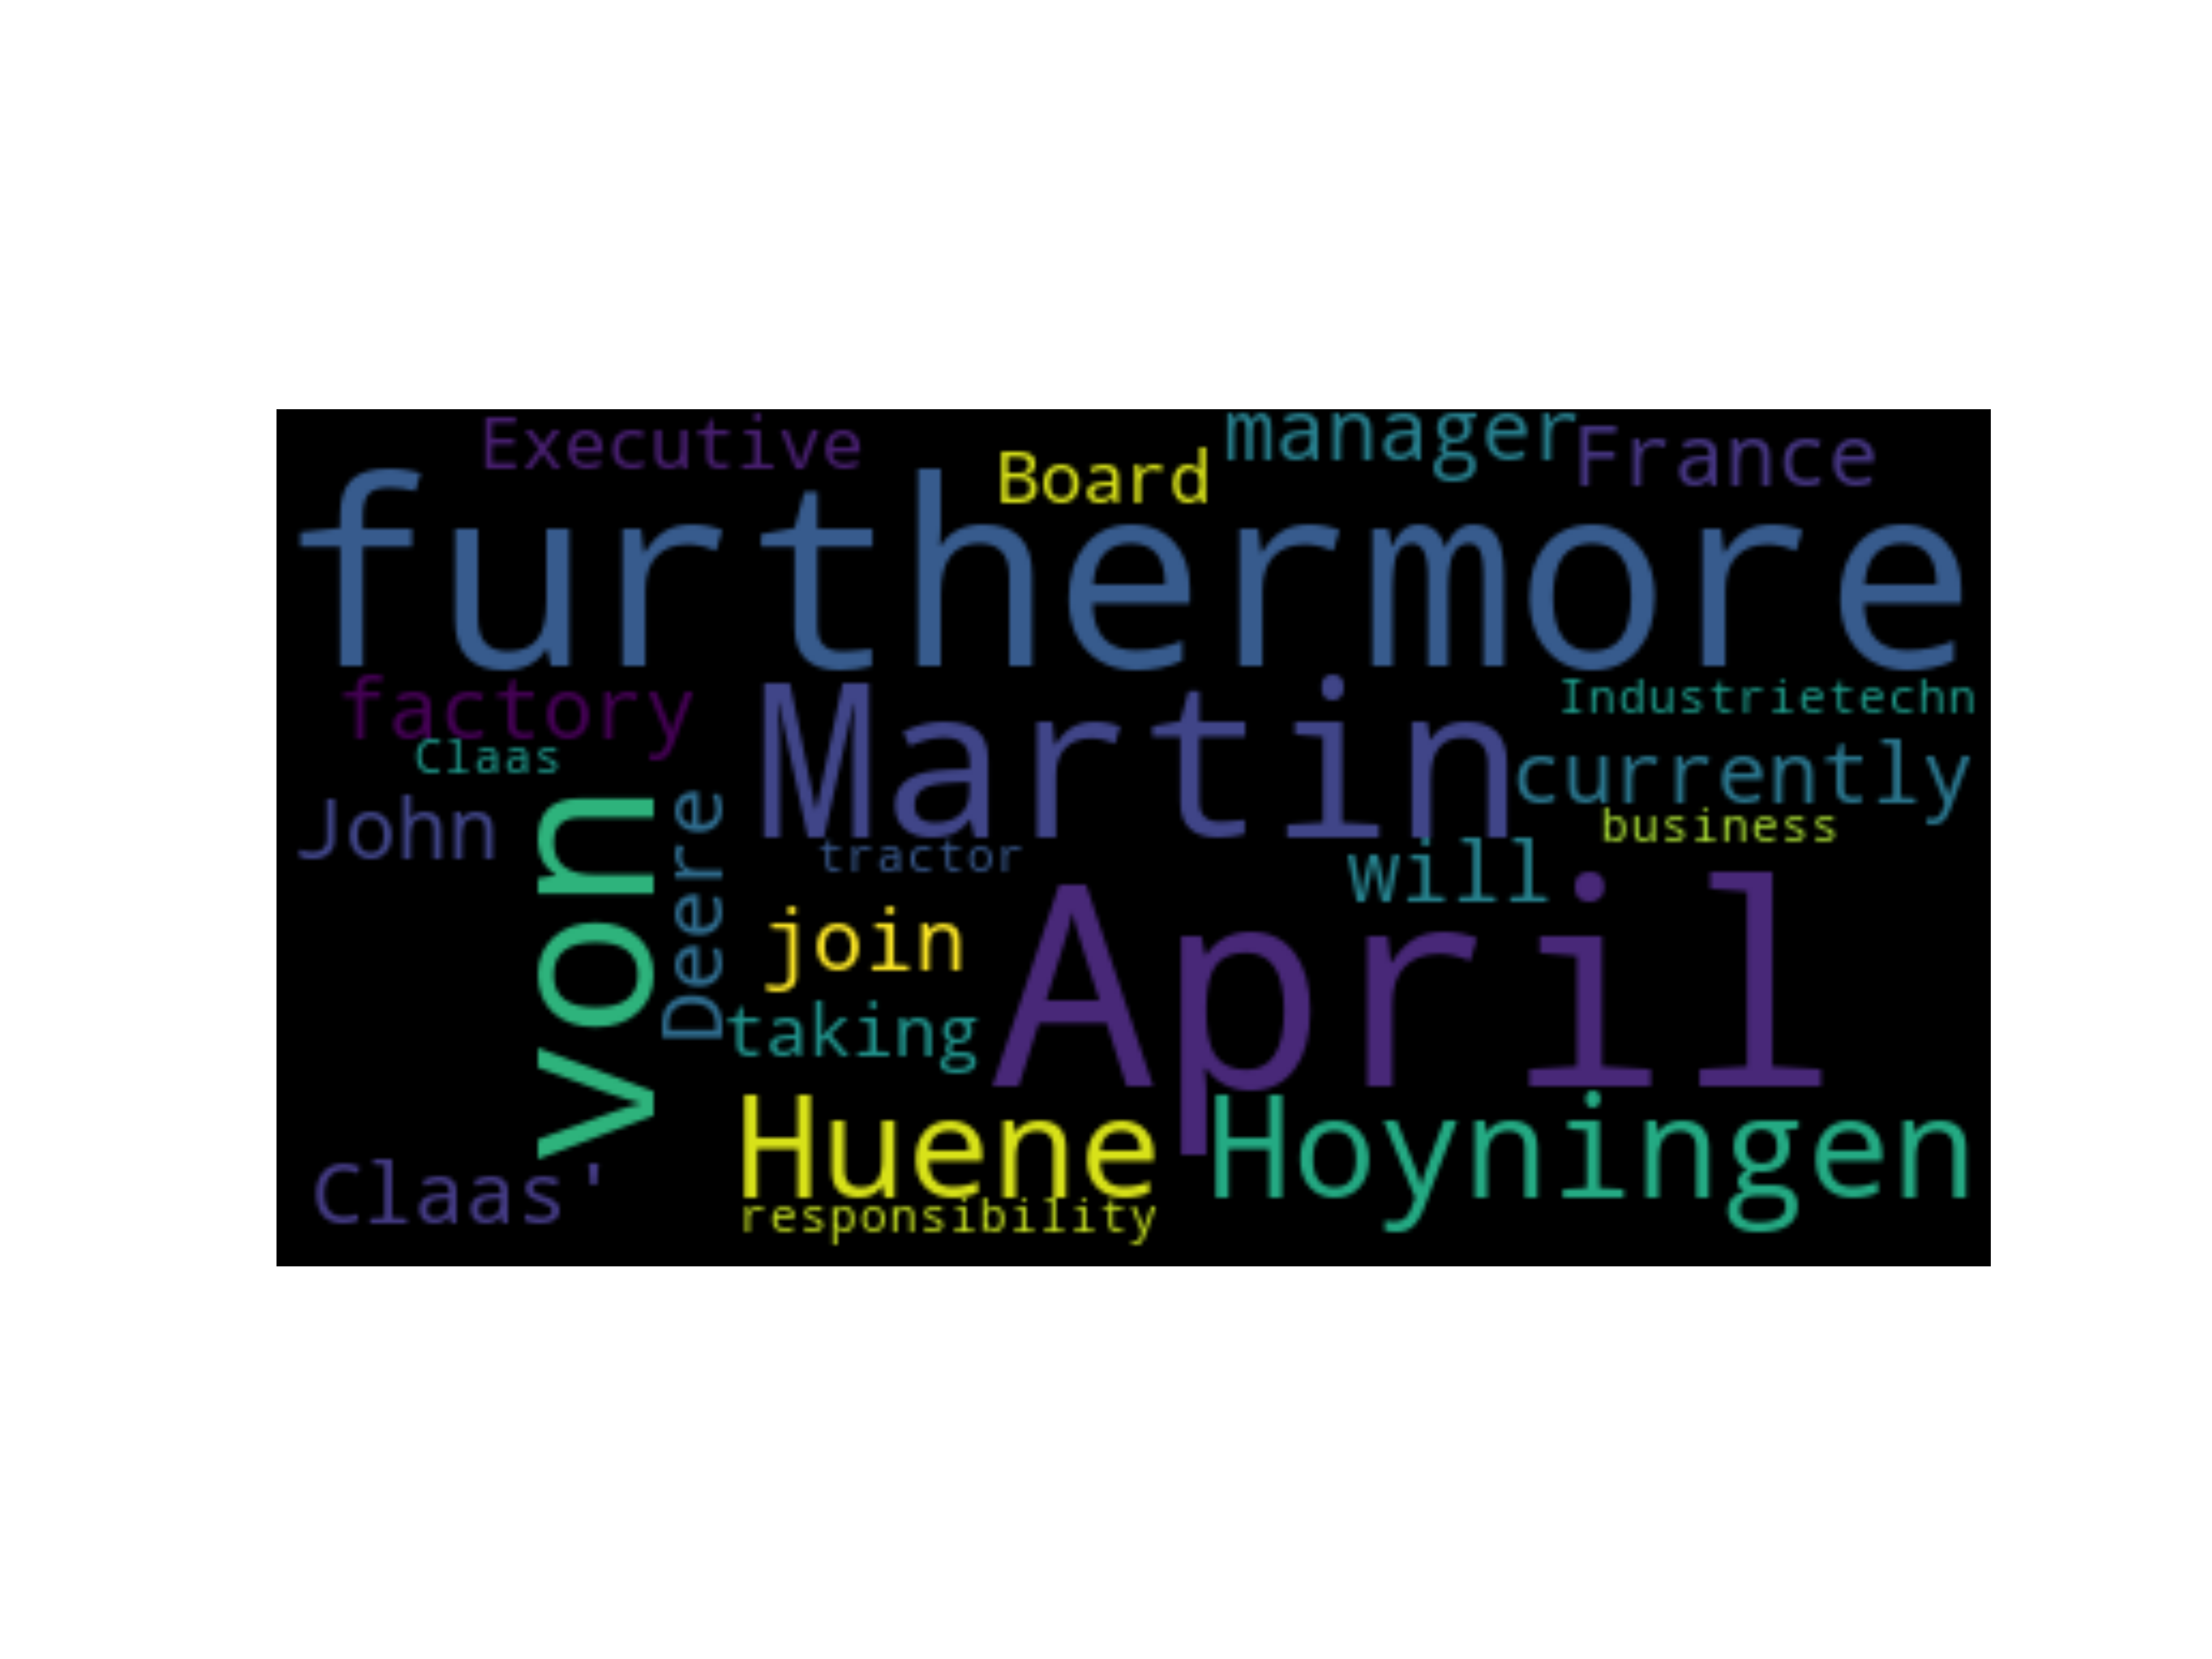 Executive
manager
Board
France
furthermore
factory
Martin
Industrietechn
Claas
currently
John
von
Deere
tractor
business
will
join
April
taking
Huene
Hoyningen
Claas'
responsibility